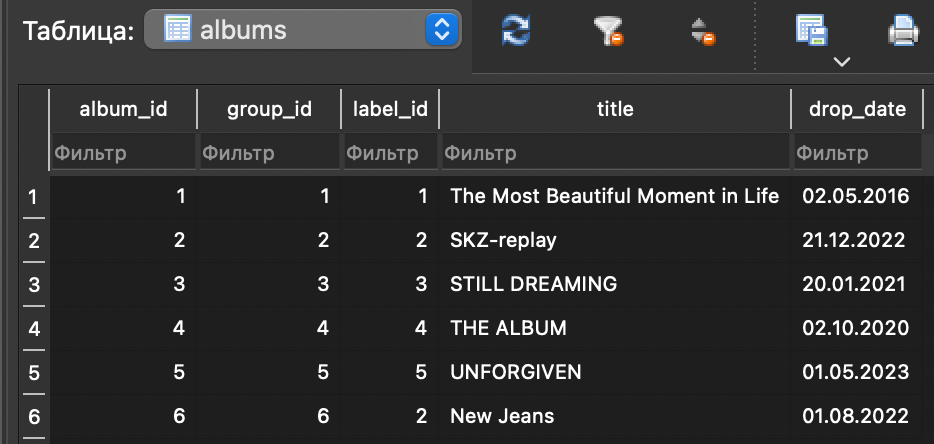 Таблица: albums
album_id group_id label_id title drop_date
Фильтр Фильтр Фильтр Фильтр Фильтр
1 1 1 1 The Most Beautiful Moment in Life 02.05.2016
2 2 2 2 SKZ-replay 21.12.2022
3 3 3 3 STILL DREAMING 20.01.2021
4 4 4 4 THE ALBUM 02.10.2020
5 5 5 5 UNFORGIVEN 01.05.2023
6 6 6 2 New Jeans 01.08.2022